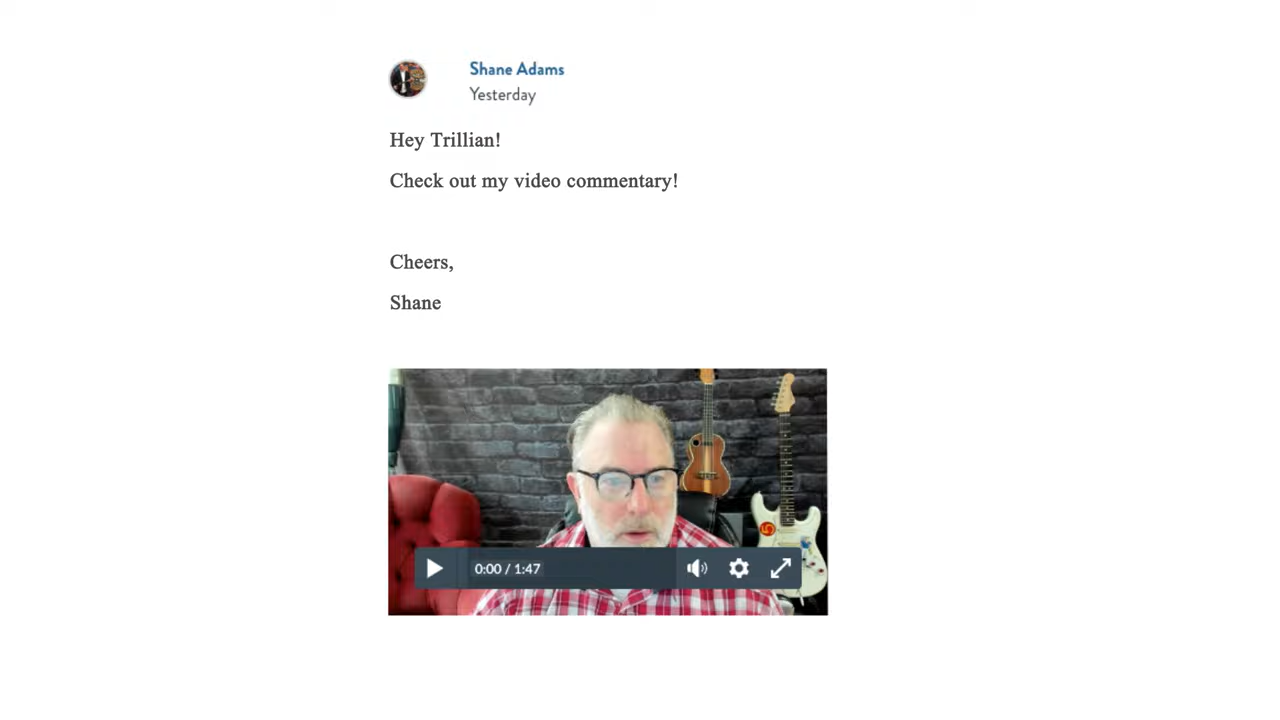 Shane Adams
Yesterday
Hey Trillian!
Check out my video commentary!
Cheers,
Shane
0:00 / 1:47